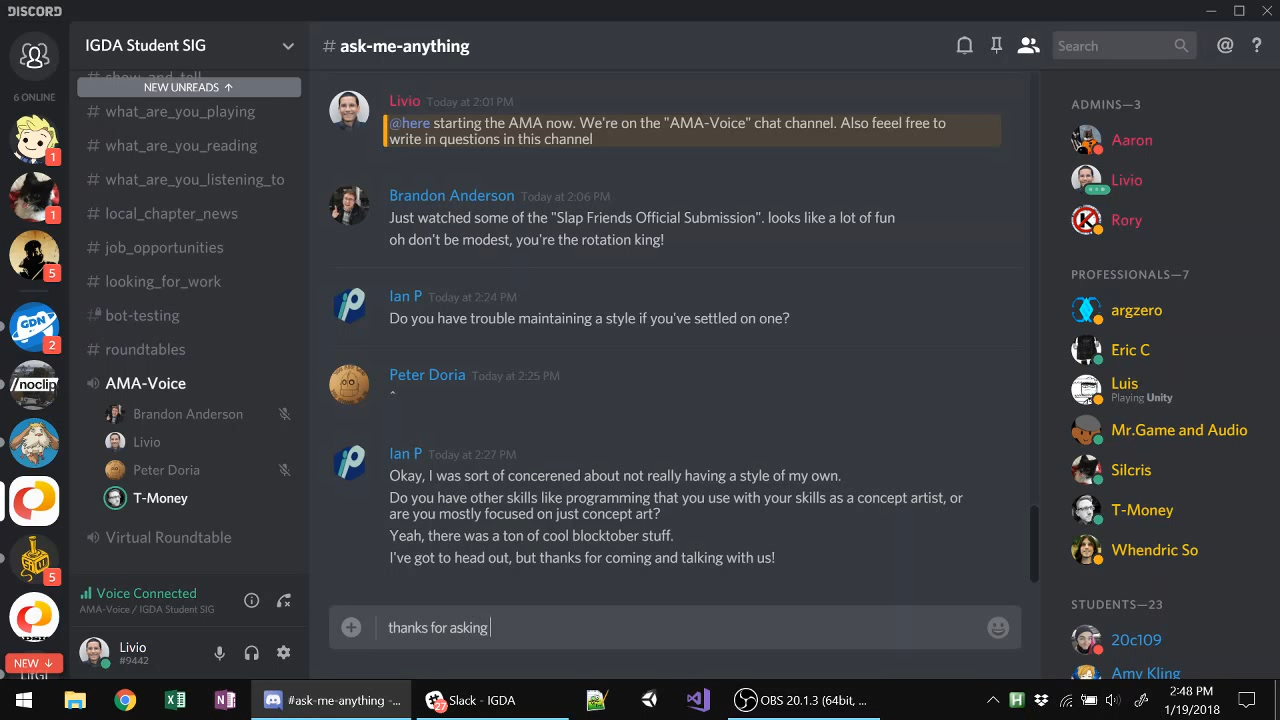 DISCORD
6 ONLINE
1
1
5
GDN
2
/noclip
5
NEW ↓
IGDA Student SIG
# show_and_tell
NEW UNREADS ↑
# what_are_you_playing
# what_are_you_reading
# what_are_you_listening_to
# local_chapter_news
# job_opportunities
# looking_for_work
bot-testing
# roundtables
AMA-Voice
Brandon Anderson
Livio
Peter Doria
T-Money
Virtual Roundtable
Voice Connected
AMA-Voice / IGDA Student SIG
Livio
#9442
# ask-me-anything
Search
@
?
Livio Today at 2:01 PM
@here starting the AMA now. We're on the "AMA-Voice" chat channel. Also feeel free to
write in questions in this channel
Brandon Anderson Today at 2:06 PM
Just watched some of the "Slap Friends Official Submission". looks like a lot of fun
oh don't be modest, you're the rotation king!
Ian P Today at 2:24 PM
Do you have trouble maintaining a style if you've settled on one?
Peter Doria Today at 2:25 PM
^
Ian P Today at 2:27 PM
Okay, I was sort of concerened about not really having a style of my own.
Do you have other skills like programming that you use with your skills as a concept artist, or
are you mostly focused on just concept art?
Yeah, there was a ton of cool blocktober stuff.
I've got to head out, but thanks for coming and talking with us!
thanks for asking
ADMINS—3
Aaron
Livio
Rory
PROFESSIONALS—7
argzero
Eric C
Luis
Playing Unity
Mr.Game and Audio
Silcris
T-Money
Whendric So
STUDENTS—23
20c109
Amy Kling
#ask-me-anything -...
27
Slack - IGDA
OBS 20.1.3 (64bit, ...
2:48 PM
1/19/2018